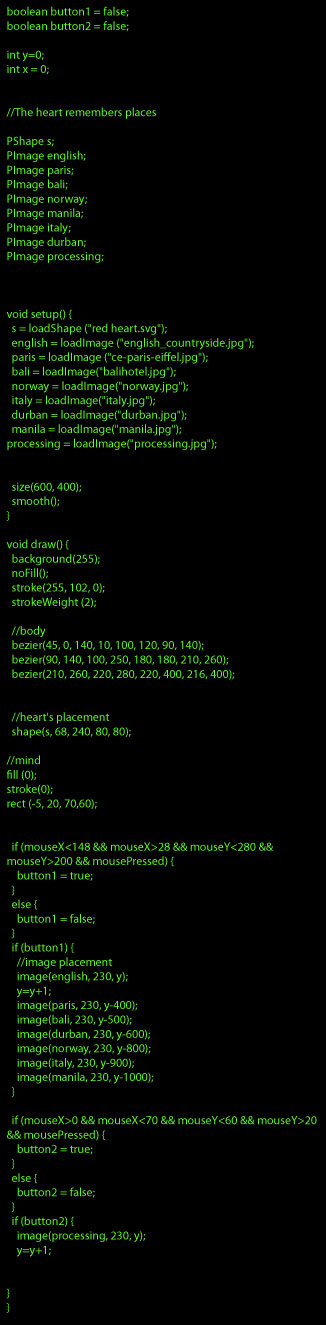 boolean button1 = false;
boolean button2 = false;

int y=0;
int x = 0;


//The heart remembers places

PShape s;
PImage english;
PImage paris;
PImage bali;
PImage norway;
PImage manila;
PImage italy;
PImage durban;
PImage processing;



void setup() {
  s = loadShape ("red heart.svg");
  english = loadImage ("english_countryside.jpg");
  paris = loadImage ("ce-paris-eiffel.jpg");
  bali = loadImage("balihotel.jpg");
  norway = loadImage("norway.jpg");
  italy = loadImage("italy.jpg");
  durban = loadImage("durban.jpg");
  manila = loadImage("manila.jpg");
processing = loadImage("processing.jpg");


  size(600, 400);
  smooth();
}

void draw() {
  background(255);
  noFill();
  stroke(255, 102, 0);
  strokeWeight (2);

  //body
  bezier(45, 0, 140, 10, 100, 120, 90, 140);
  bezier(90, 140, 100, 250, 180, 180, 210, 260);
  bezier(210, 260, 220, 280, 220, 400, 216, 400);


  //heart's placement
  shape(s, 68, 240, 80, 80);

//mind
fill (0);
stroke(0);
rect (-5, 20, 70,60);


  if (mouseX<148 && mouseX>28 && mouseY<280 &&
mouseY>200 && mousePressed) {
    button1 = true;
  }
  else {
    button1 = false;
  }
  if (button1) {
    //image placement
    image(english, 230, y);
    y=y+1;
    image(paris, 230, y-400);
    image(bali, 230, y-500);
    image(durban, 230, y-600);
    image(norway, 230, y-800);
    image(italy, 230, y-900);
    image(manila, 230, y-1000);
  }

  if (mouseX>0 && mouseX<70 && mouseY<60 && mouseY>20
&& mousePressed) {
    button2 = true;
  }
  else {
    button2 = false;
  }
  if (button2) {
    image(processing, 230, y);
    y=y+1;


}
}